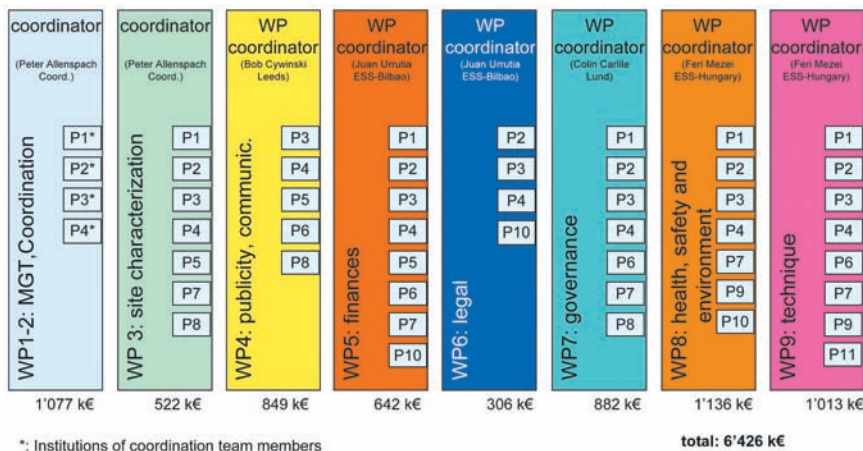 coordinator
(Peter Allenspach
Coord.)
WP1-2: MGT,Coordination
P1*
P2*
P3*
P4*
1'077 k€
coordinator
(Peter Allenspach
Coord.)
WP 3: site characterization
P1
P2
P3
P4
P5
P7
P8
522 k€
WP
coordinator
(Bob Cywinski
Leeds)
WP4: publicity, communic.
P3
P4
P5
P6
P8
849 k€
WP
coordinator
(Juan Urrutia
ESS-Bilbao)
WP5: finances
P1
P2
P3
P4
P5
P6
P7
P10
642 k€
WP
coordinator
(Juan Urrutia
ESS-Bilbao)
WP6: legal
P2
P3
P4
P10
306 k€
WP
coordinator
(Colin Carlile
Lund)
WP7: governance
P1
P2
P3
P4
P6
P7
P8
882 k€
WP
coordinator
(Feri Mezei
ESS-Hungary)
WP8: health, safety and
environment
P1
P2
P3
P4
P7
P9
P10
1'136 k€
WP
coordinator
(Feri Mezei
ESS-Hungary)
WP9: technique
P1
P2
P3
P4
P6
P7
P9
P11
1'013 k€
*: Institutions of coordination team members
total: 6'426 k€